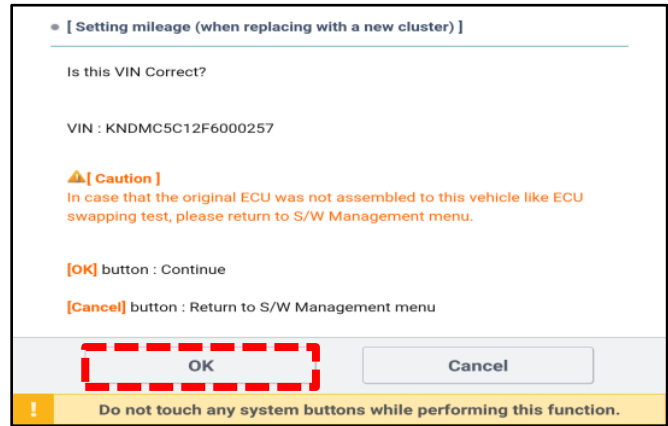 [ Setting mileage (when replacing with a new cluster) ]
Is this VIN Correct?
VIN : KNDMC5C12F6000257
[ Caution ]
In case that the original ECU was not assembled to this vehicle like ECU
swapping test, please return to S/W Management menu.
[OK] button : Continue
[Cancel] button : Return to S/W Management menu
OK
Cancel
! Do not touch any system buttons while performing this function.